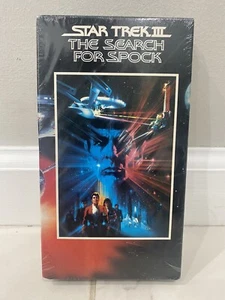 STAR TREK III
THE SEARCH
FOR SPOCK